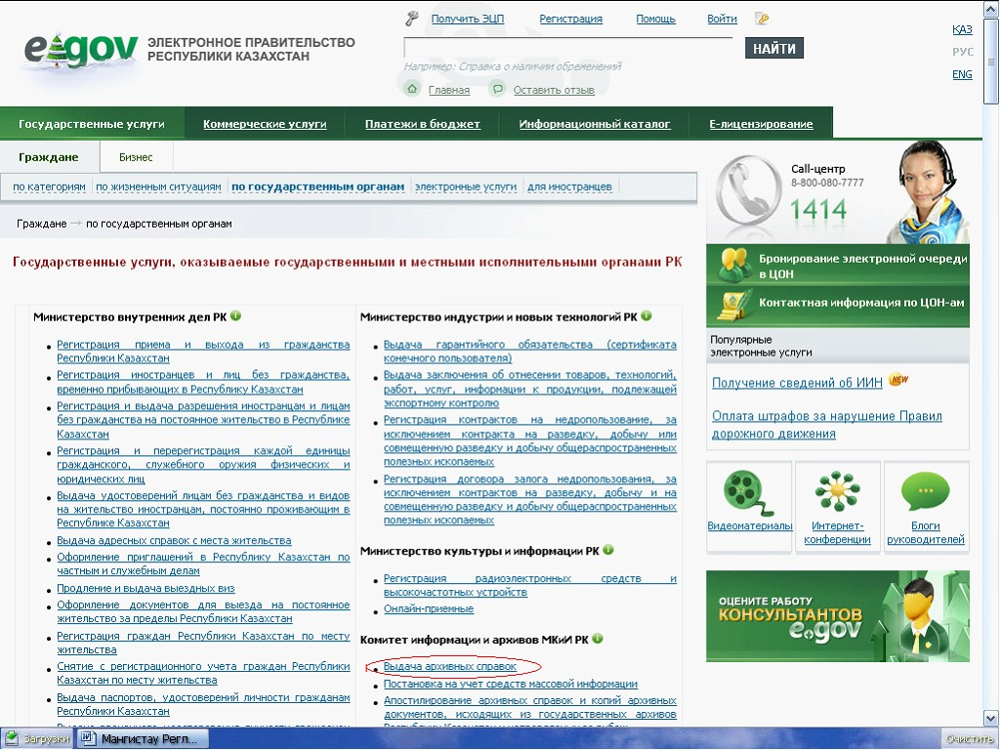 Получить ЭЦП Регистрация Помощь Войти
e gov ЭЛЕКТРОННОЕ ПРАВИТЕЛЬСТВО
РЕСПУБЛИКИ КАЗАХСТАН
НАЙТИ
Например: Справка о наличии обременений
Главная Оставить отзыв
ҚАЗ
РУС
ENG
Государственные услуги Коммерческие услуги Платежи в бюджет Информационный каталог Е-лицензирование
Граждане Бизнес
по категориям по жизненным ситуациям по государственным органам электронные услуги для иностранцев
Граждане → по государственным органам
Государственные услуги, оказываемые государственными и местными исполнительными органами РК
Министерство внутренних дел РК
Регистрация приема и выхода из гражданства
Республики Казахстан
Регистрация иностранцев и лиц без гражданства,
временно прибывающих в Республику Казахстан
Регистрация и выдача разрешения иностранцам и лицам
без гражданства на постоянное жительство в Республике
Казахстан
Регистрация и перерегистрация каждой единицы
гражданского, служебного оружия физических и
юридических лиц
Выдача удостоверений лицам без гражданства и видов
на жительство иностранцам, постоянно проживающим в
Республике Казахстан
Выдача адресных справок с места жительства
Оформление приглашений в Республику Казахстан по
частным и служебным делам
Продление и выдача выездных виз
Оформление документов для выезда на постоянное
жительство за пределы Республики Казахстан
Регистрация граждан Республики Казахстан по месту
жительства
Снятие с регистрационного учета граждан Республики
Казахстан по месту жительства
Выдача паспортов, удостоверений личности гражданам
Республики Казахстан
Министерство индустрии и новых технологий РК
Выдача гарантийного обязательства (сертификата
конечного пользователя)
Выдача заключения об отнесении товаров, технологий,
работ, услуг, информации к продукции, подлежащей
экспортному контролю
Регистрация контрактов на недропользование, за
исключением контракта на разведку, добычу или
совмещенную разведку и добычу общераспространенных
полезных ископаемых
Регистрация договора залога недропользования, за
исключением контрактов на разведку, добычу и на
совмещенную разведку и добычу общераспространенных
полезных ископаемых
Министерство культуры и информации РК
Регистрация радиоэлектронных средств и
высокочастотных устройств
Онлайн-приемные
Комитет информации и архивов МКиИ РК
Выдача архивных справок
Постановка на учет средств массовой информации
Апостилирование архивных справок и копий архивных
документов, исходящих из государственных архивов
Call-центр
8-800-080-7777
1414
Бронирование электронной очереди
в ЦОН
Контактная информация по ЦОН-ам
Популярные
электронные услуги
Получение сведений об ИИН NEW
Оплата штрафов за нарушение Правил
дорожного движения
Видеоматериалы
Интернет-
конференции
Блоги
руководителей
ОЦЕНИТЕ РАБОТУ
КОНСУЛЬТАНТОВ
e gov
Загрузки Мангистау Регл... Очистить